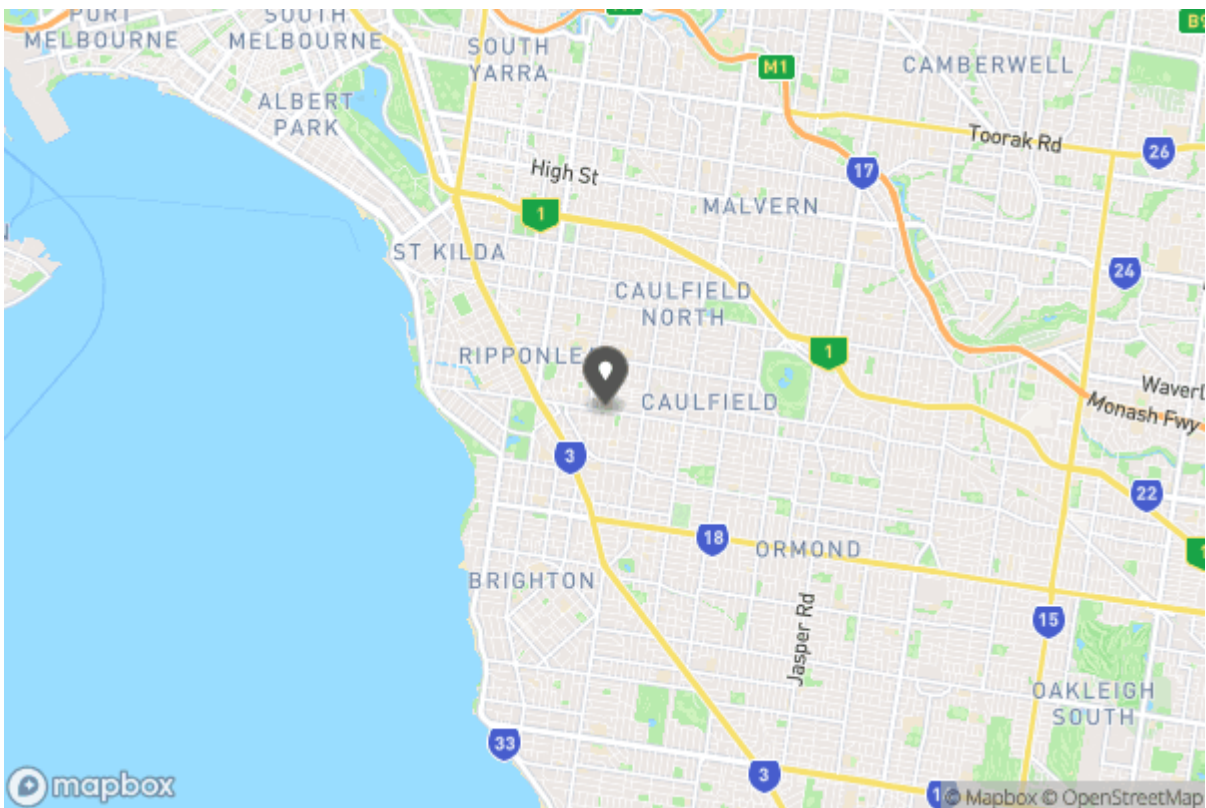 PORT
MELBOURNE
SOUTH
MELBOURNE
SOUTH
YARRA
M1
CAMBERWELL
ALBERT
PARK
Toorak Rd
26
High St
17
1
MALVERN
ST KILDA
24
CAULFIELD
NORTH
RIPPONLEA
1
CAULFIELD
Waverl
Monash Fwy
3
22
18
ORMOND
1
BRIGHTON
Jasper Rd
15
OAKLEIGH
SOUTH
33
3
mapbox
© Mapbox © OpenStreetMap